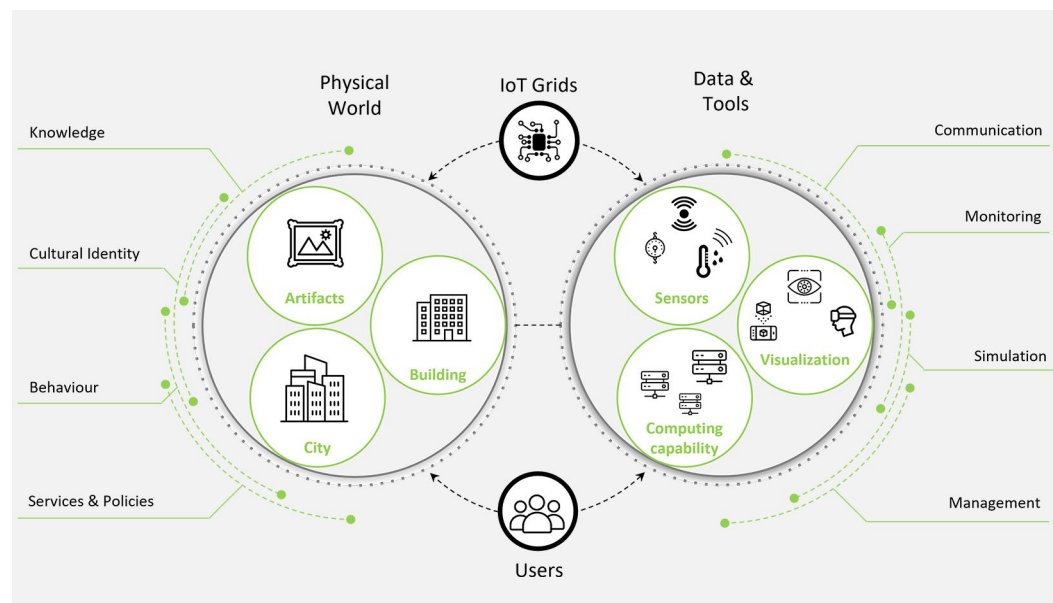 Physical
World
IoT Grids
Data &
Tools
Knowledge
Cultural Identity
Behaviour
Services & Policies
Artifacts
Building
City
Sensors
Visualization
Computing
capability
Communication
Monitoring
Simulation
Management
Users